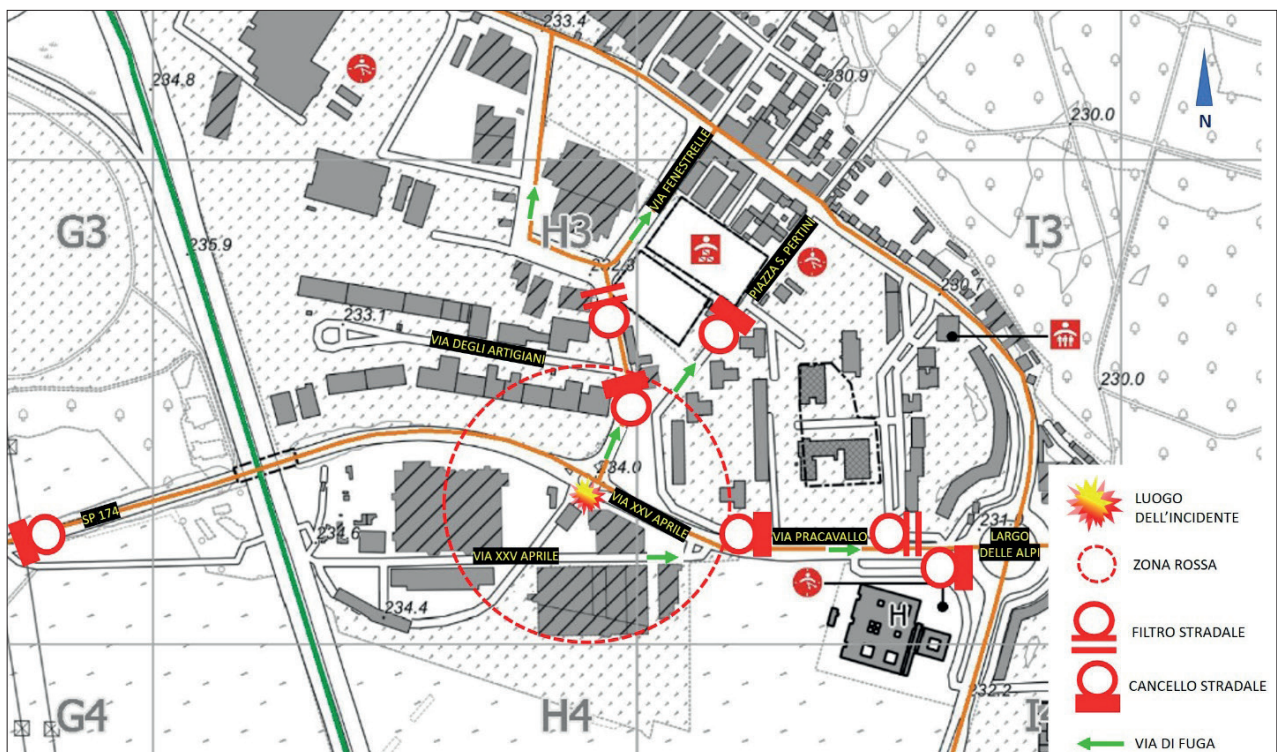 233.4
230.9
234.8
230.0
N
VIA FENESTRELLE
G3
H3
I3
235.9
PIAZZA S. PERTINI
230.7
233.1
VIA DEGLI ARTIGIANI
230.0
234.0
SP 174
234.6
VIA XXV APRILE
VIA XXV APRILE
VIA PRACAVALLO
LARGO
DELLE ALPI
234.4
H
232.2
G4
H4
LUOGO
DELL'INCIDENTE
ZONA ROSSA
FILTRO STRADALE
CANCELLO STRADALE
VIA DI FUGA